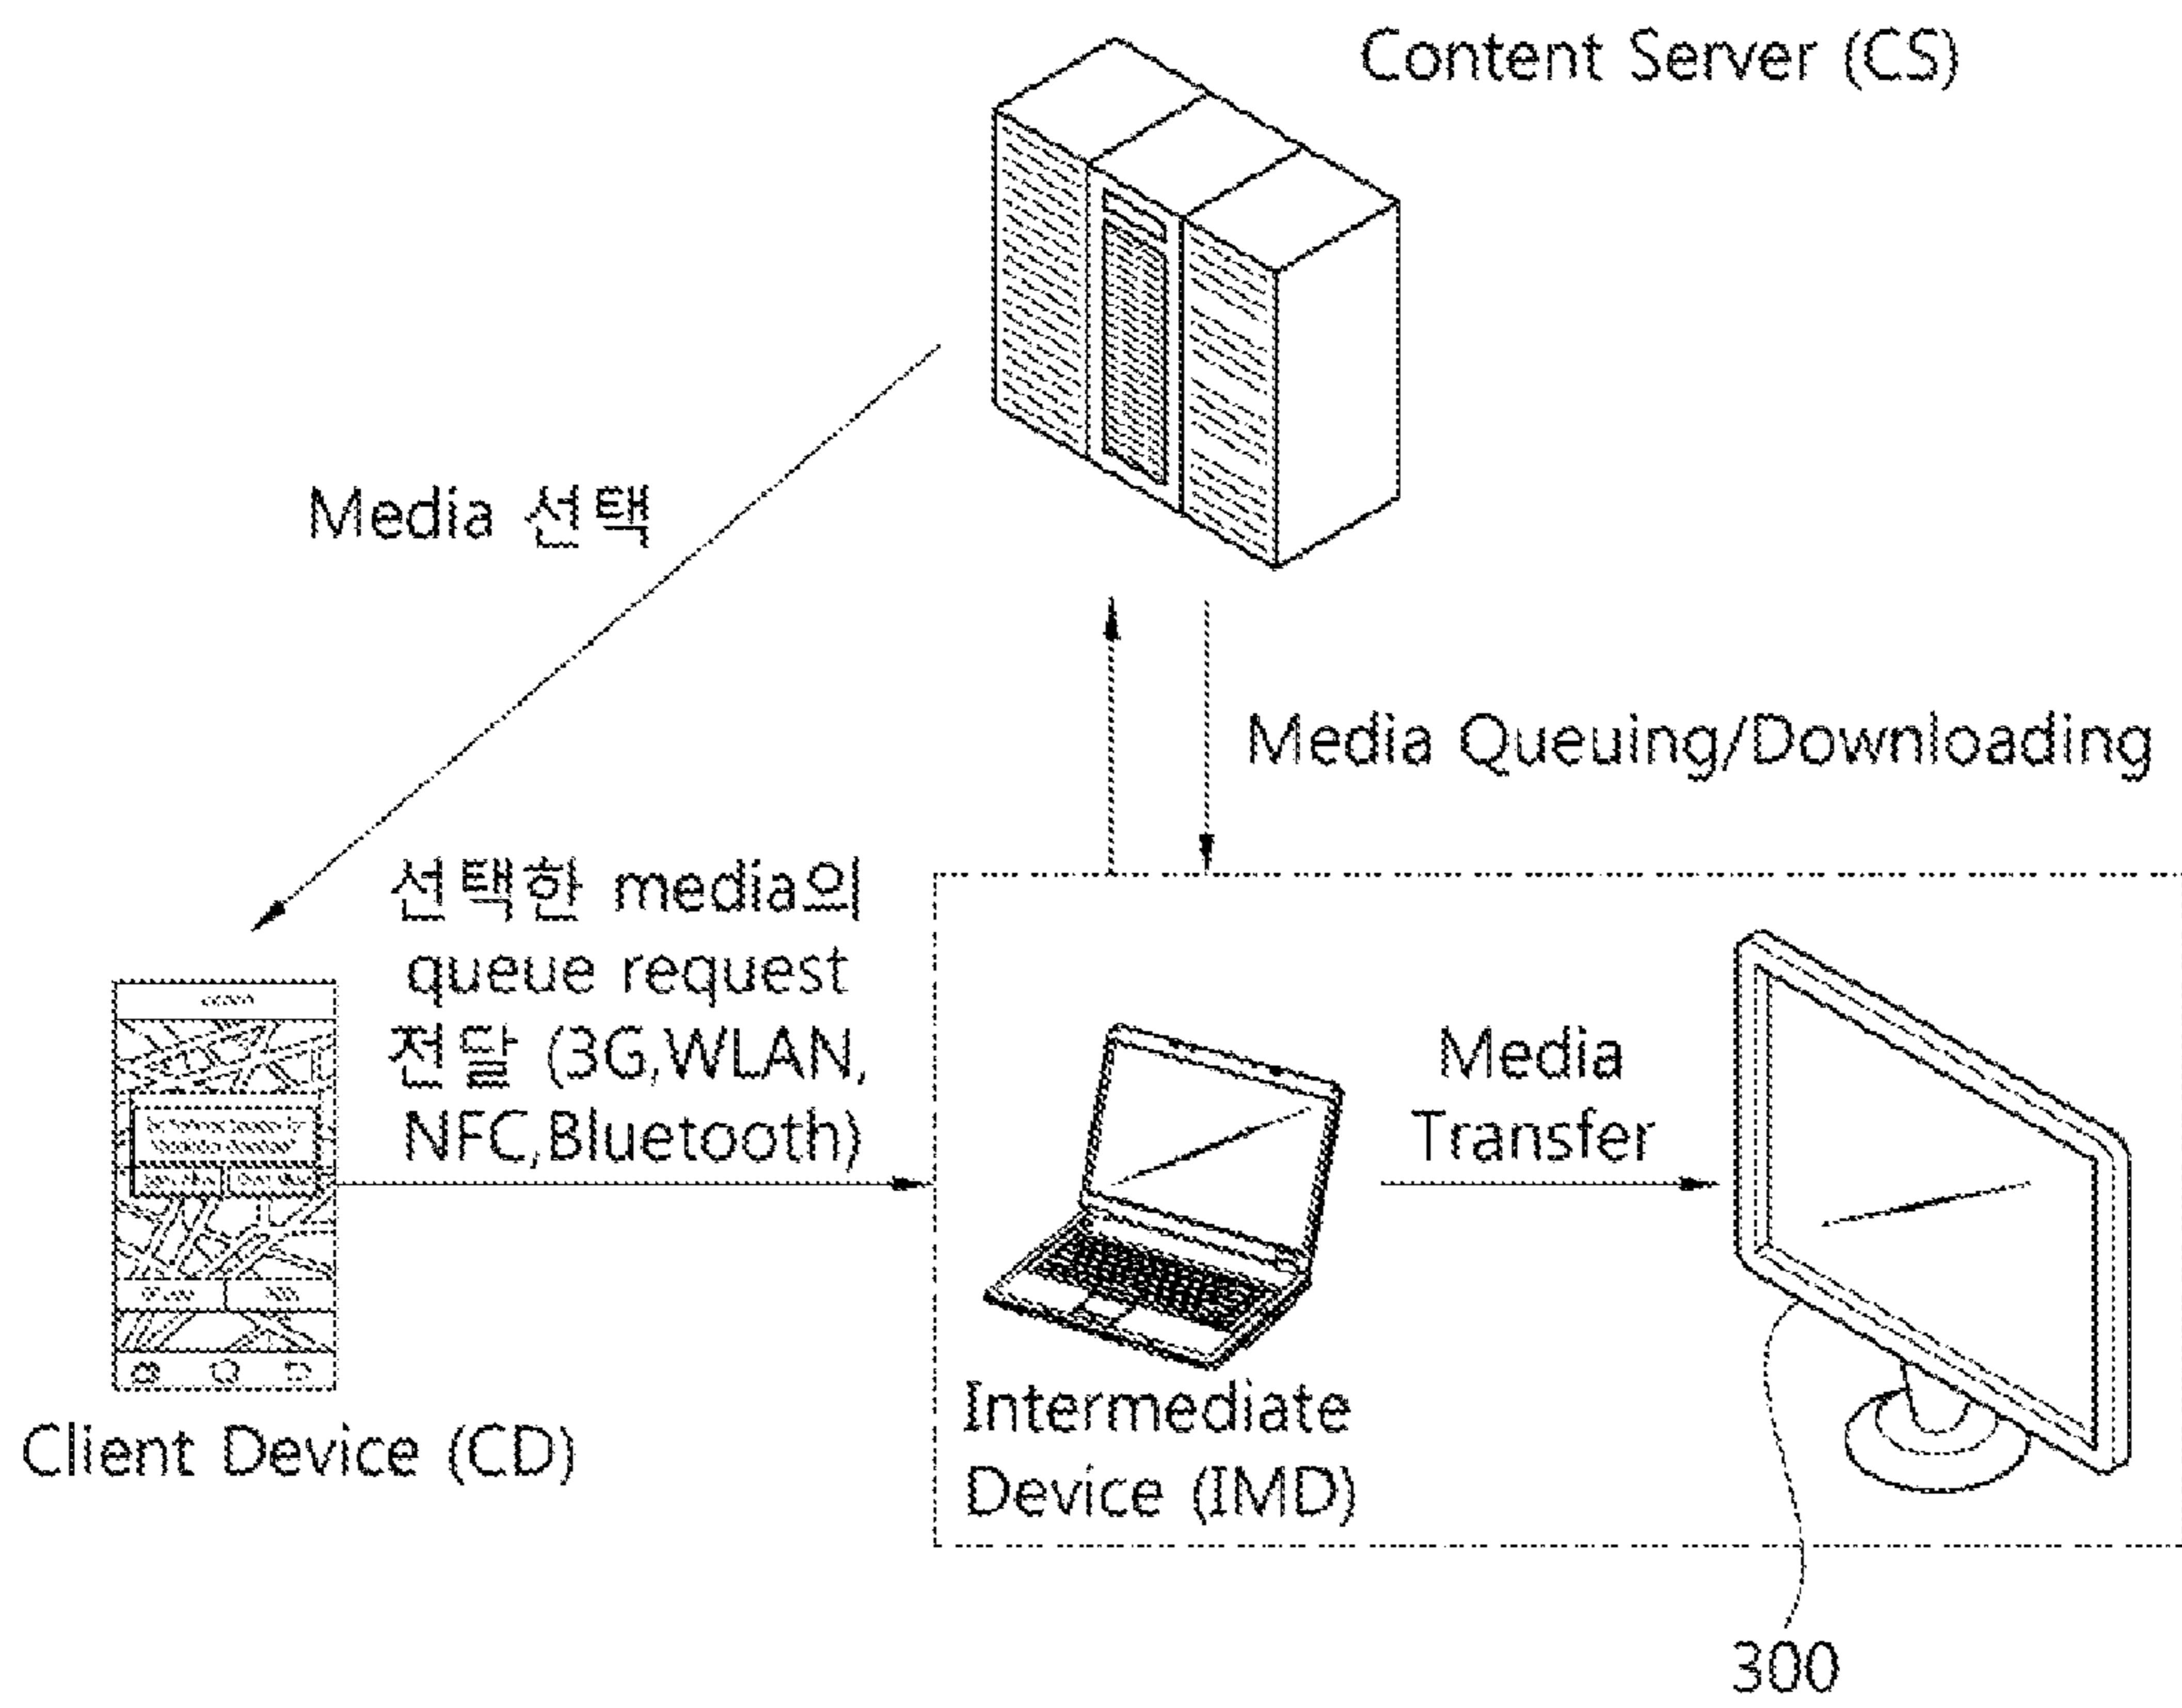 Content Server (CS)
Media 선택
Media Queuing/Downloading
선택한 media의
queue request
전달 (3G,WLAN,
NFC,Bluetooth)
Media
Transfer
Client Device (CD)
Intermediate
Device (IMD)
300